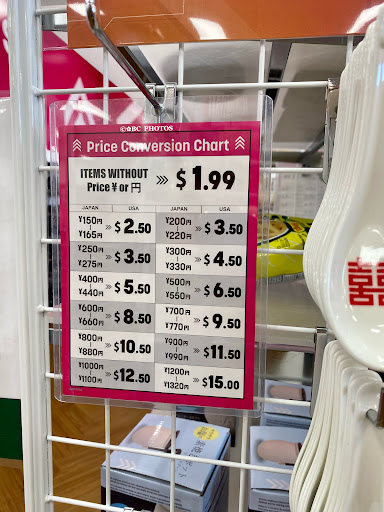 ©ABC PHOTOS
Price Conversion Chart
ITEMS WITHOUT
Price ¥ or 円 >>> $1.99
JAPAN USA JAPAN USA
¥150円 ¥165円 >>> $2.50 ¥200円 ¥220円 >>> $3.50
¥250円 ¥275円 >>> $3.50 ¥300円 ¥330円 >>> $4.50
¥400円 ¥440円 >>> $5.50 ¥500円 ¥550円 >>> $6.50
¥600円 ¥660円 >>> $8.50 ¥700円 ¥770円 >>> $9.50
¥800円 ¥880円 >>> $10.50 ¥900円 ¥990円 >>> $11.50
¥1000円 ¥1100円 >>> $12.50 ¥1200円 ¥1320円 >>> $15.00
囍